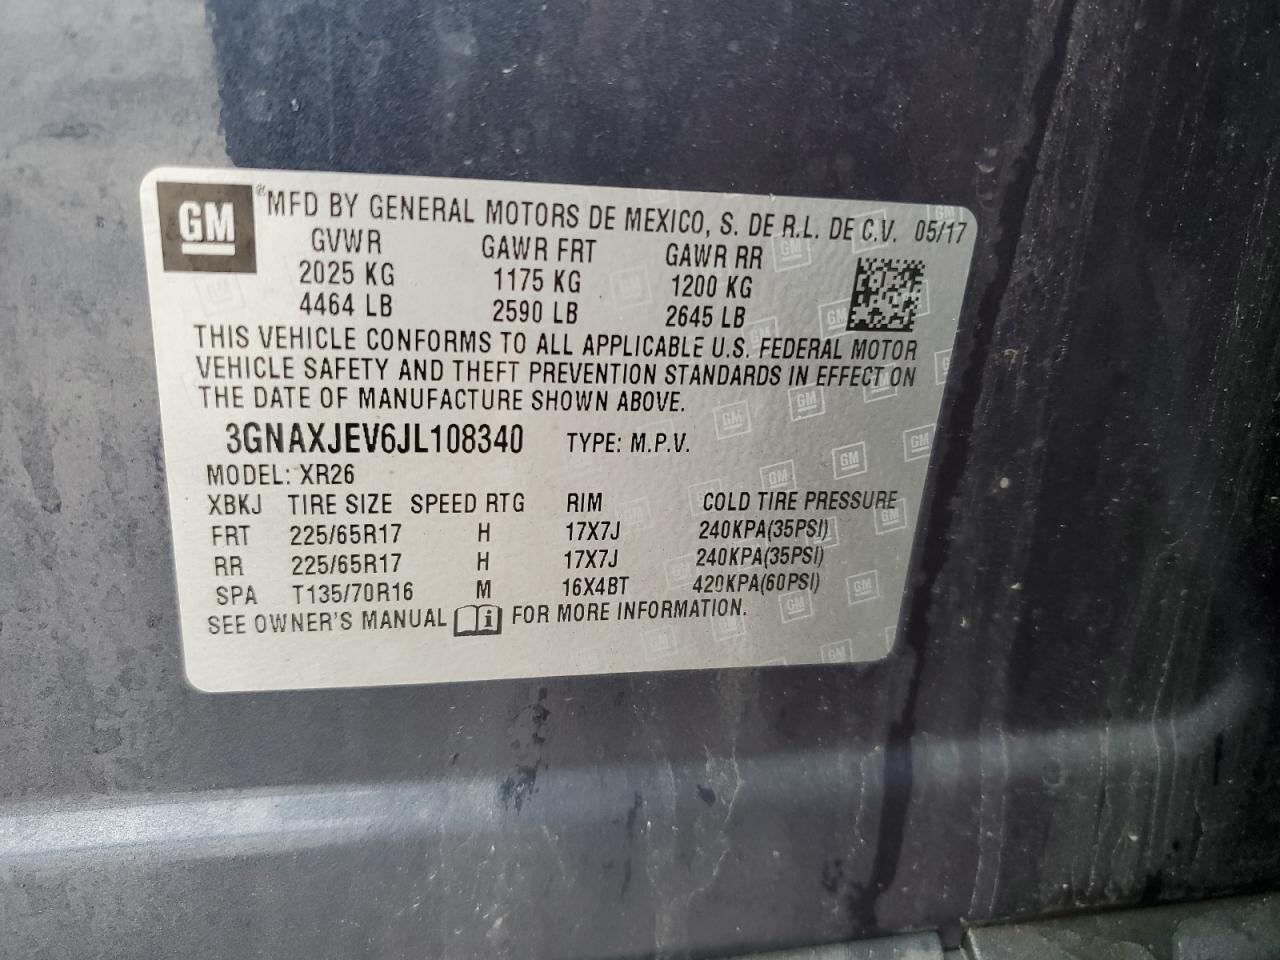 GM ® MFD BY GENERAL MOTORS DE MEXICO, S. DE R.L. DE C.V. 05/17
GVWR GAWR FRT GAWR RR
2025 KG 1175 KG 1200 KG
4464 LB 2590 LB 2645 LB
THIS VEHICLE CONFORMS TO ALL APPLICABLE U.S. FEDERAL MOTOR
VEHICLE SAFETY AND THEFT PREVENTION STANDARDS IN EFFECT ON
THE DATE OF MANUFACTURE SHOWN ABOVE.
3GNAXJEV6JL108340 TYPE: M.P.V.
MODEL: XR26
XBKJ TIRE SIZE SPEED RTG RIM COLD TIRE PRESSURE
FRT 225/65R17 H 17X7J 240KPA(35PSI)
RR 225/65R17 H 17X7J 240KPA(35PSI)
SPA T135/70R16 M 16X4BT 420KPA(60PSI)
SEE OWNER'S MANUAL i FOR MORE INFORMATION.